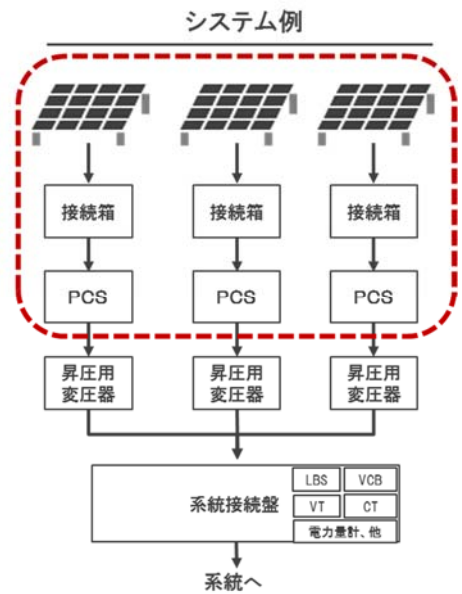 システム例
接続箱
接続箱
接続箱
PCS
PCS
PCS
昇圧用
変圧器
昇圧用
変圧器
昇圧用
変圧器
系統接続盤
LBS
VCB
VT
CT
電力量計、他
系統へ